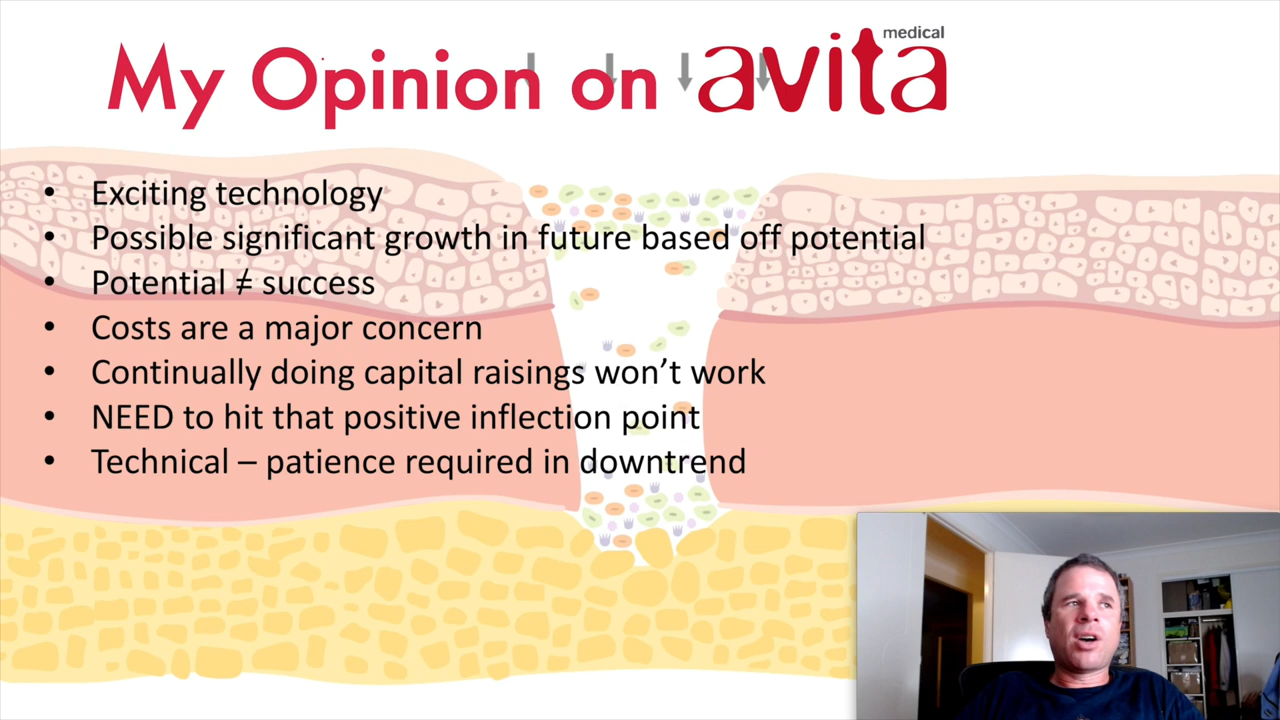 My Opinion on avita medical
• Exciting technology
• Possible significant growth in future based off potential
• Potential ≠ success
• Costs are a major concern
• Continually doing capital raisings won’t work
• NEED to hit that positive inflection point
• Technical – patience required in downtrend